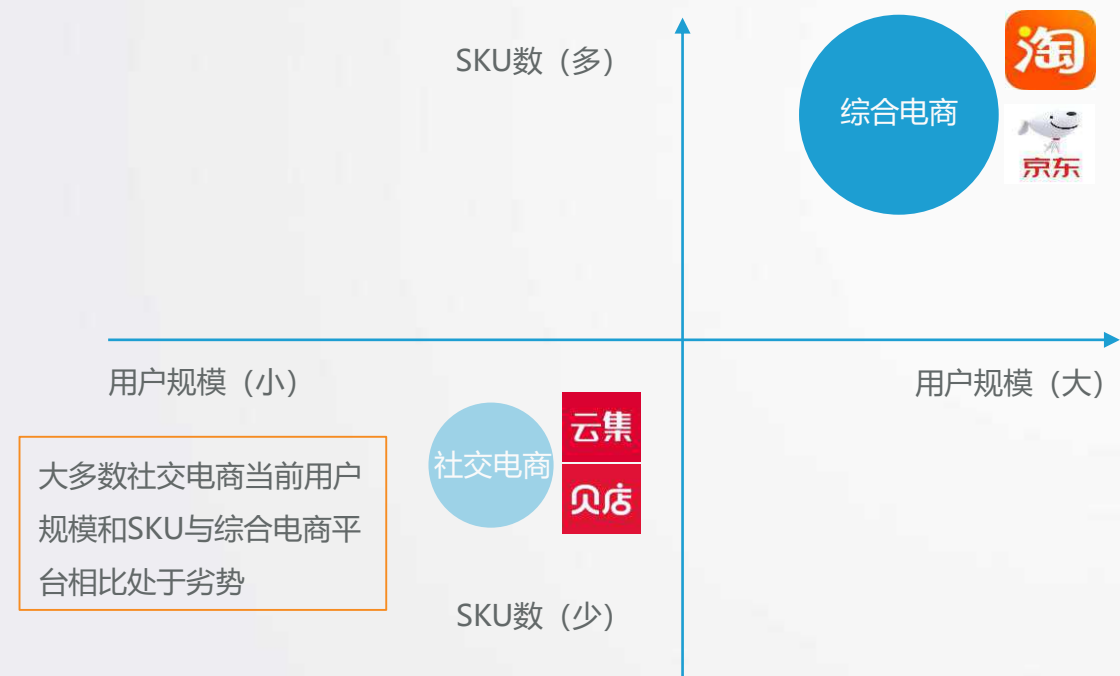 SKU数（多）
淘
综合电商
京东
用户规模（小）
用户规模（大）
云集
社交电商
贝店
大多数社交电商当前用户
规模和SKU与综合电商平
台相比处于劣势
SKU数（少）